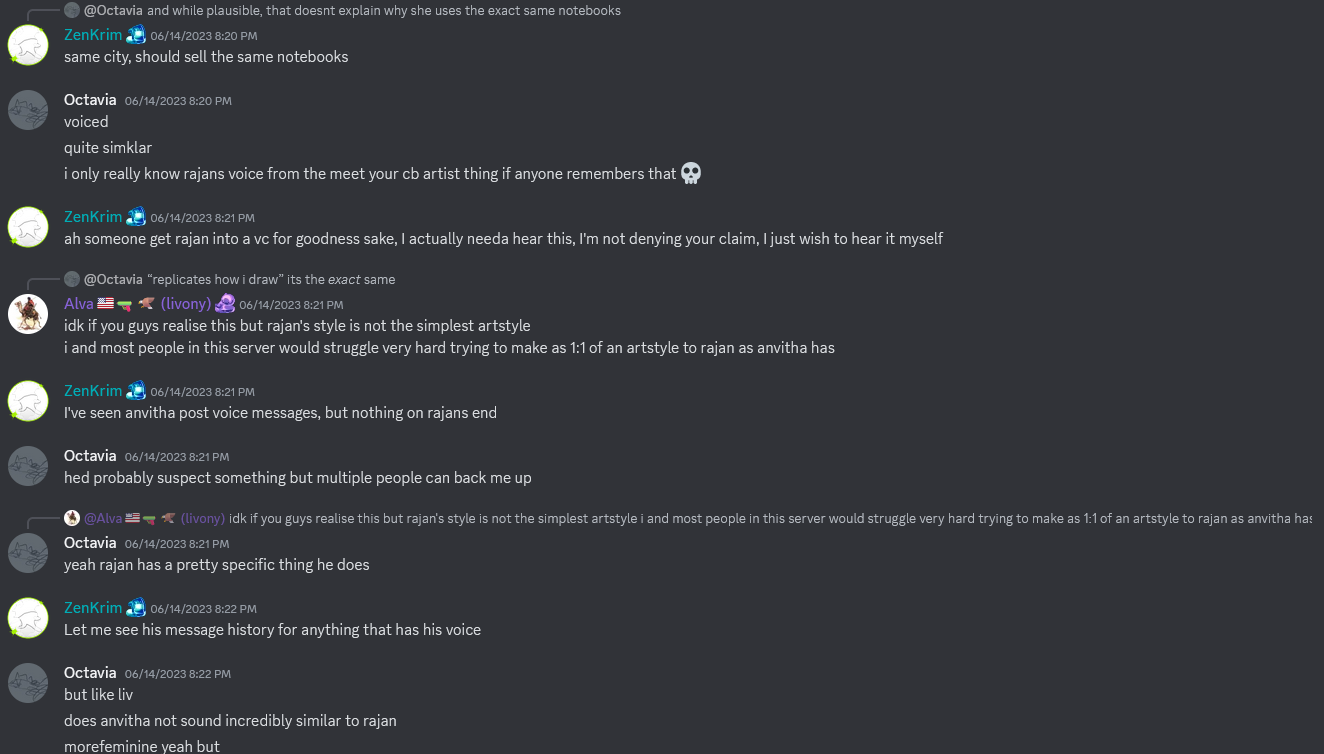 @Octavia and while plausible, that doesnt explain why she uses the exact same notebooks
ZenKrim 06/14/2023 8:20 PM
same city, should sell the same notebooks
Octavia 06/14/2023 8:20 PM
voiced
quite simklar
i only really know rajans voice from the meet your cb artist thing if anyone remembers that 💀
ZenKrim 06/14/2023 8:21 PM
ah someone get rajan into a vc for goodness sake, I actually needa hear this, I'm not denying your claim, I just wish to hear it myself
@Octavia “replicates how i draw” its the exact same
Alva (livony) 06/14/2023 8:21 PM
idk if you guys realise this but rajan's style is not the simplest artstyle
i and most people in this server would struggle very hard trying to make as 1:1 of an artstyle to rajan as anvitha has
ZenKrim 06/14/2023 8:21 PM
I've seen anvitha post voice messages, but nothing on rajans end
Octavia 06/14/2023 8:21 PM
hed probably suspect something but multiple people can back me up
@Alva (livony) idk if you guys realise this but rajan's style is not the simplest artstyle i and most people in this server would struggle very hard trying to make as 1:1 of an artstyle to rajan as anvitha has
Octavia 06/14/2023 8:21 PM
yeah rajan has a pretty specific thing he does
ZenKrim 06/14/2023 8:22 PM
Let me see his message history for anything that has his voice
Octavia 06/14/2023 8:22 PM
but like liv
does anvitha not sound incredibly similar to rajan
morefeminine yeah but